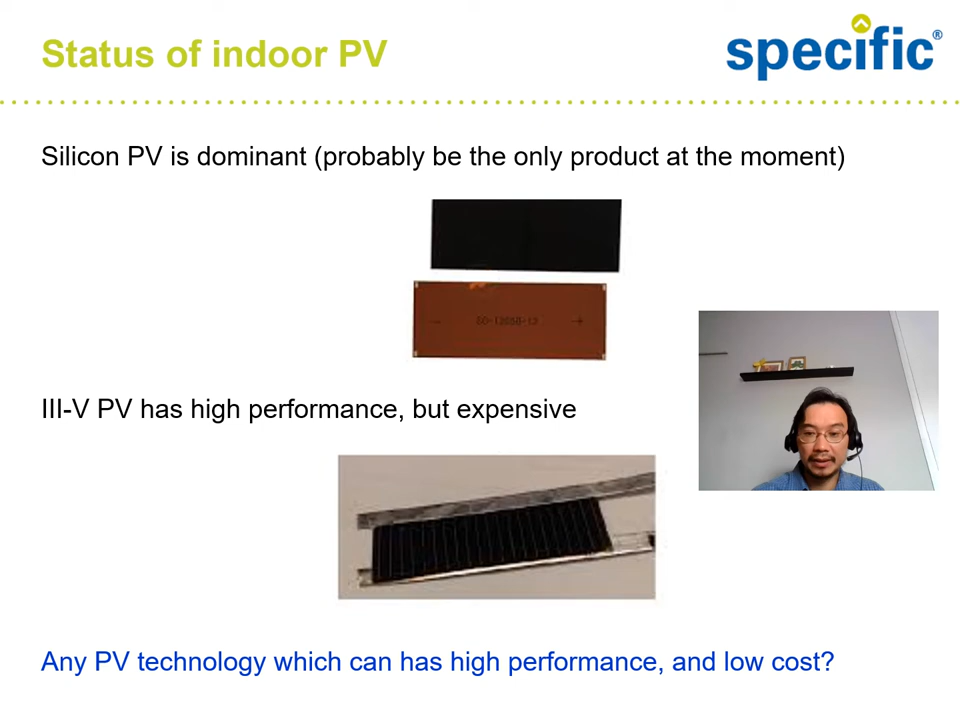 Status of indoor PV
specific®
Silicon PV is dominant (probably be the only product at the moment)
III-V PV has high performance, but expensive
Any PV technology which can has high performance, and low cost?